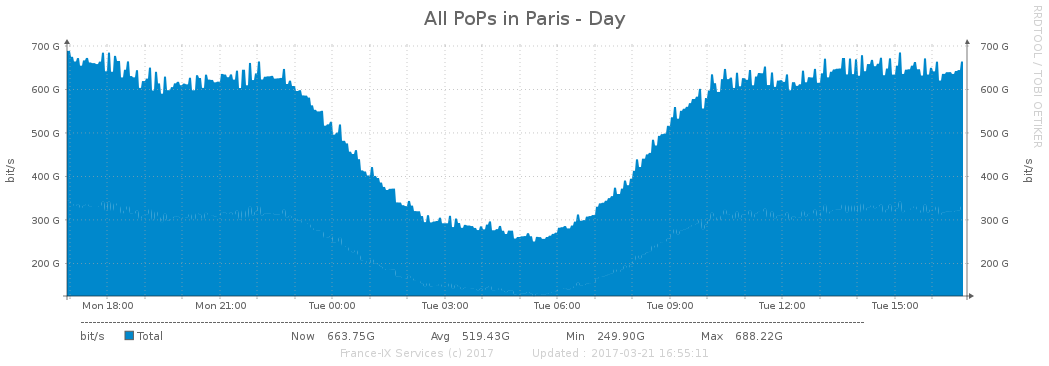 All PoPs in Paris - Day
RRDTOOL / TOBI OETIKER
bit/s
bit/s
700 G 700 G
600 G 600 G
500 G 500 G
400 G 400 G
300 G 300 G
200 G 200 G
Mon 18:00 Mon 21:00 Tue 00:00 Tue 03:00 Tue 06:00 Tue 09:00 Tue 12:00 Tue 15:00
bit/s Total Now 663.75G Avg 519.43G Min 249.90G Max 688.22G
France-IX Services (c) 2017 Updated : 2017-03-21 16:55:11